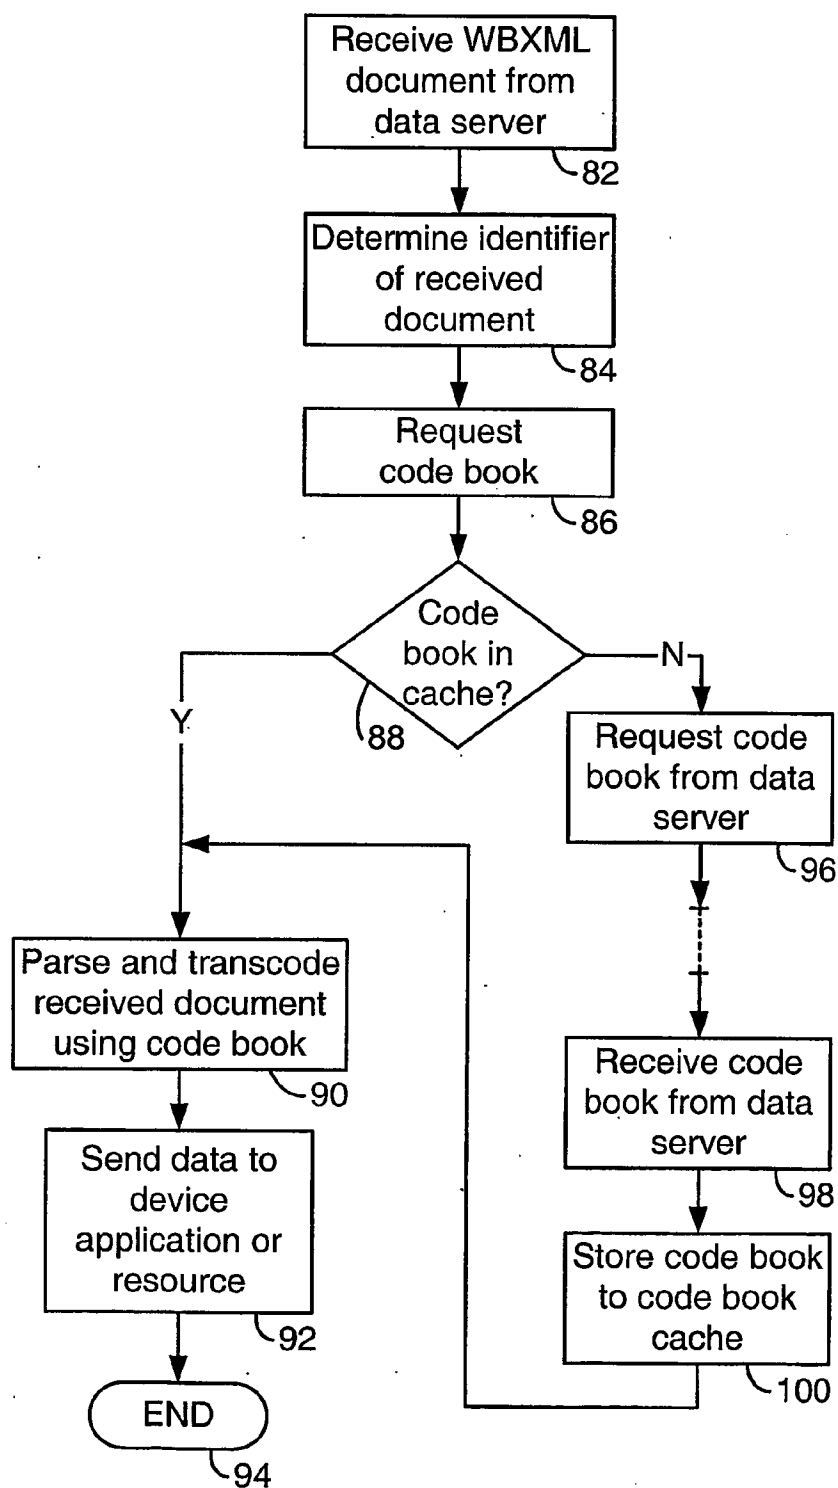 Receive WBXML
document from
data server
82
Determine identifier
of received
document
84
Request
code book
86
Code
book in
cache?
88
Y
N
Request code
book from data
server
96
Parse and transcode
received document
using code book
90
Receive code
book from data
server
98
Send data to
device
application or
resource
92
Store code book
to code book
cache
100
END
94